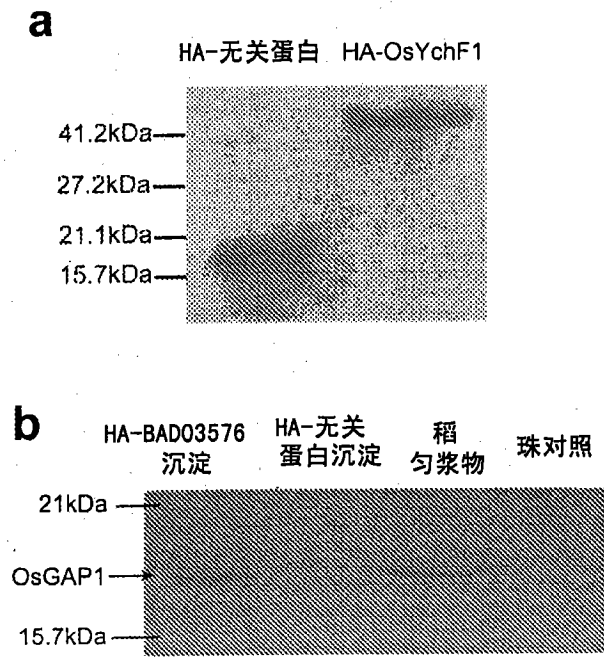 a
HA-无关蛋白 HA-OsYchF1
41.2kDa
27.2kDa
21.1kDa
15.7kDa
b
HA-BAD03576
沉淀
HA-无关
蛋白沉淀
稻
匀浆物
珠对照
21kDa
OsGAP1
15.7kDa